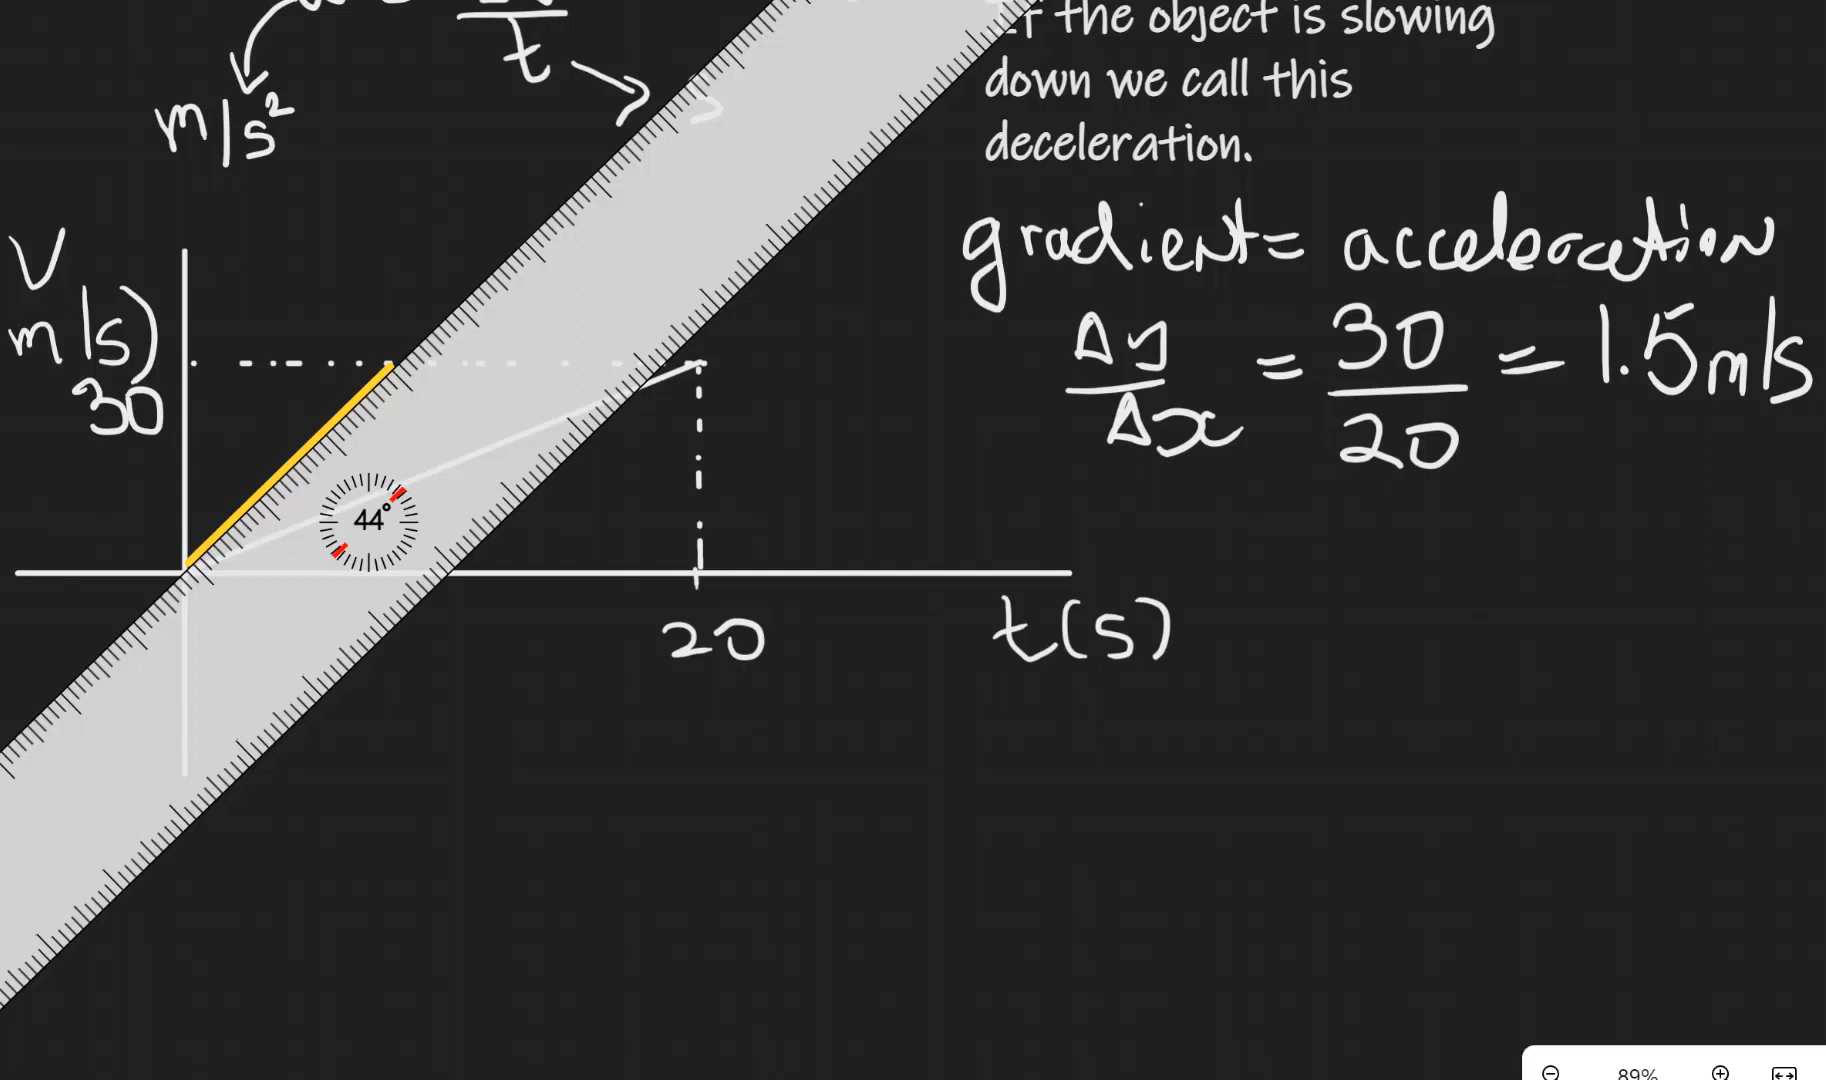 t
m/s²
If the object is slowing
down we call this
deceleration.
gradient = acceleration
Δy/Δx = 30/20 = 1.5m/s
V
m/s)
30
44°
20
t(s)
89%